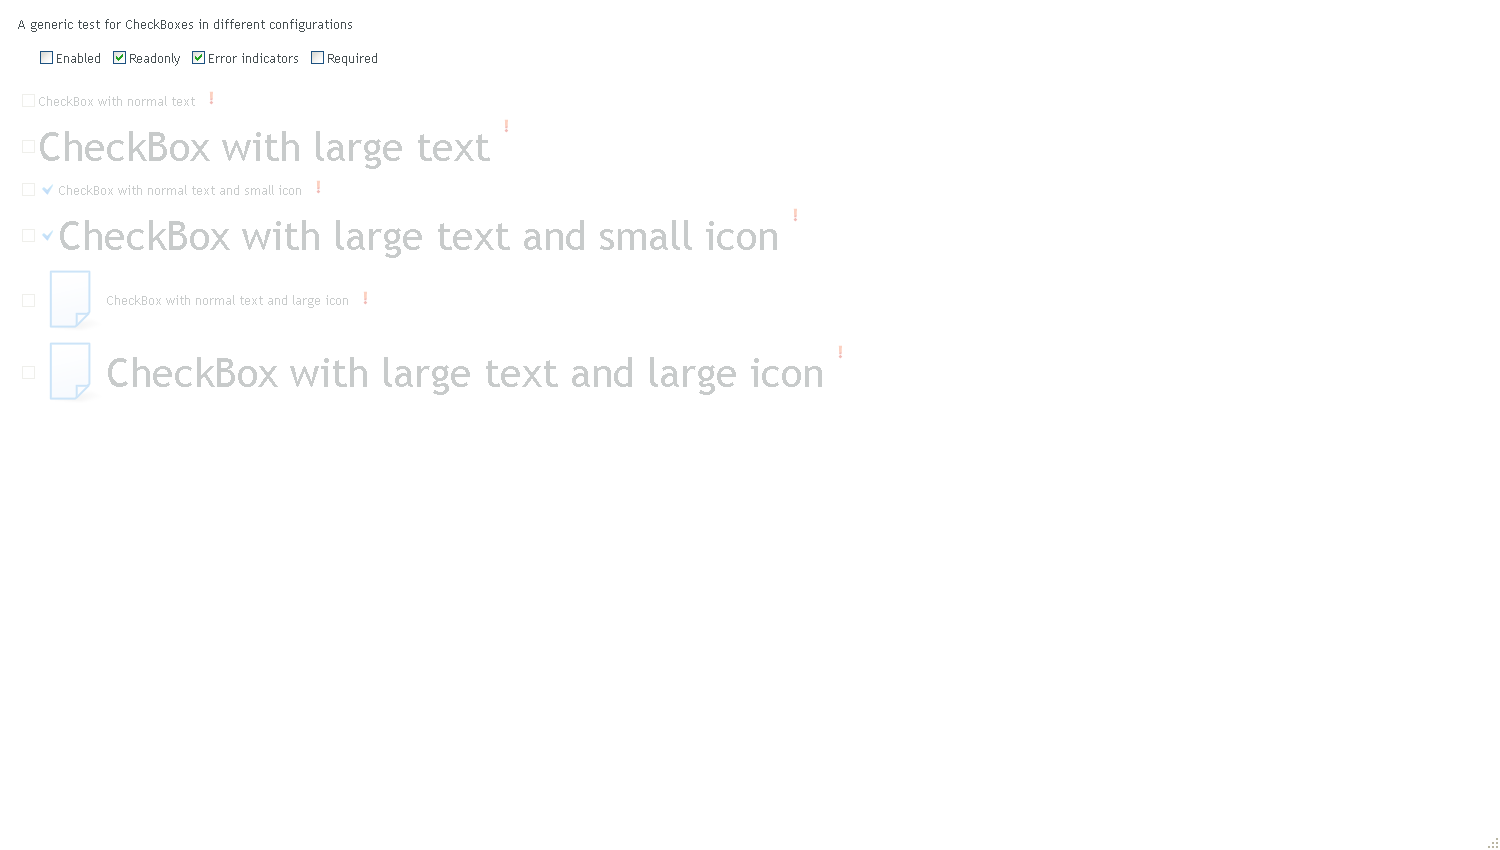 A generic test for CheckBoxes in different configurations
Enabled Readonly Error indicators Required
CheckBox with normal text !
CheckBox with large text !
CheckBox with normal text and small icon !
CheckBox with large text and small icon !
CheckBox with normal text and large icon !
CheckBox with large text and large icon !